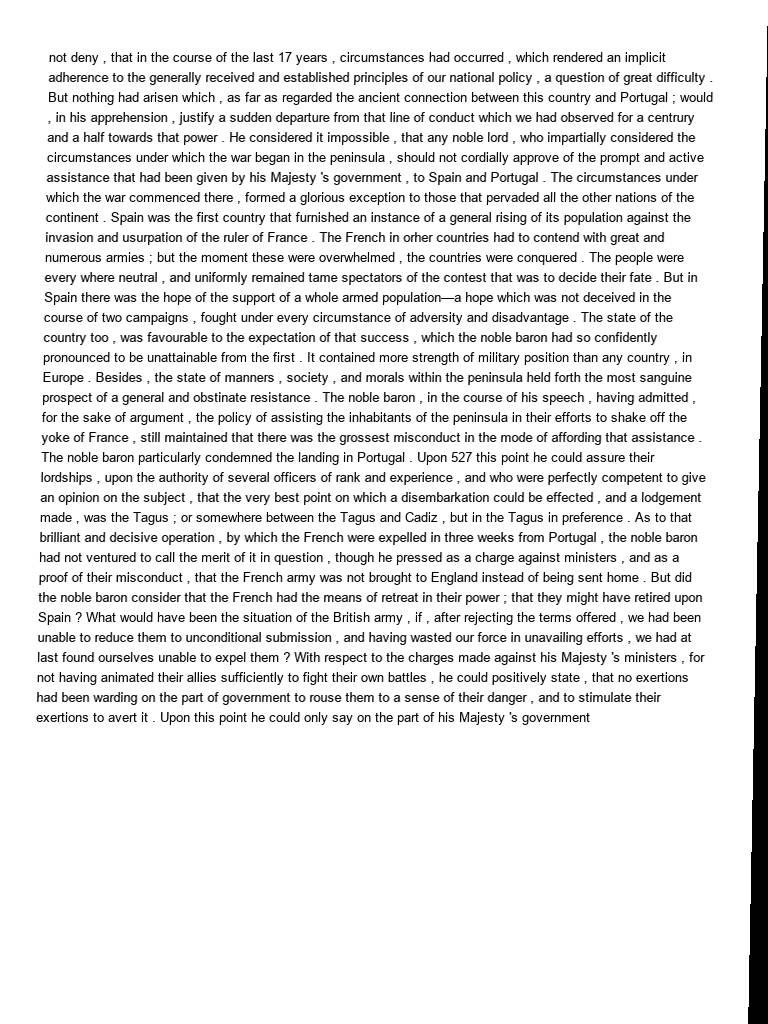 not deny , that in the course of the last 17 years , circumstances had occurred , which rendered an implicit
adherence to the generally received and established principles of our national policy , a question of great difficulty .
But nothing had arisen which , as far as regarded the ancient connection between this country and Portugal ; would
, in his apprehension , justify a sudden departure from that line of conduct which we had observed for a centrury
and a half towards that power . He considered it impossible , that any noble lord , who impartially considered the
circumstances under which the war began in the peninsula , should not cordially approve of the prompt and active
assistance that had been given by his Majesty 's government , to Spain and Portugal . The circumstances under
which the war commenced there , formed a glorious exception to those that pervaded all the other nations of the
continent . Spain was the first country that furnished an instance of a general rising of its population against the
invasion and usurpation of the ruler of France . The French in orher countries had to contend with great and
numerous armies ; but the moment these were overwhelmed , the countries were conquered . The people were
every where neutral , and uniformly remained tame spectators of the contest that was to decide their fate . But in
Spain there was the hope of the support of a whole armed population—a hope which was not deceived in the
course of two campaigns , fought under every circumstance of adversity and disadvantage . The state of the
country too , was favourable to the expectation of that success , which the noble baron had so confidently
pronounced to be unattainable from the first . It contained more strength of military position than any country , in
Europe . Besides , the state of manners , society , and morals within the peninsula held forth the most sanguine
prospect of a general and obstinate resistance . The noble baron , in the course of his speech , having admitted ,
for the sake of argument , the policy of assisting the inhabitants of the peninsula in their efforts to shake off the
yoke of France , still maintained that there was the grossest misconduct in the mode of affording that assistance .
The noble baron particularly condemned the landing in Portugal . Upon 527 this point he could assure their
lordships , upon the authority of several officers of rank and experience , and who were perfectly competent to give
an opinion on the subject , that the very best point on which a disembarkation could be effected , and a lodgement
made , was the Tagus ; or somewhere between the Tagus and Cadiz , but in the Tagus in preference . As to that
brilliant and decisive operation , by which the French were expelled in three weeks from Portugal , the noble baron
had not ventured to call the merit of it in question , though he pressed as a charge against ministers , and as a
proof of their misconduct , that the French army was not brought to England instead of being sent home . But did
the noble baron consider that the French had the means of retreat in their power ; that they might have retired upon
Spain ? What would have been the situation of the British army , if , after rejecting the terms offered , we had been
unable to reduce them to unconditional submission , and having wasted our force in unavailing efforts , we had at
last found ourselves unable to expel them ? With respect to the charges made against his Majesty 's ministers , for
not having animated their allies sufficiently to fight their own battles , he could positively state , that no exertions
had been warding on the part of government to rouse them to a sense of their danger , and to stimulate their
exertions to avert it . Upon this point he could only say on the part of his Majesty 's government